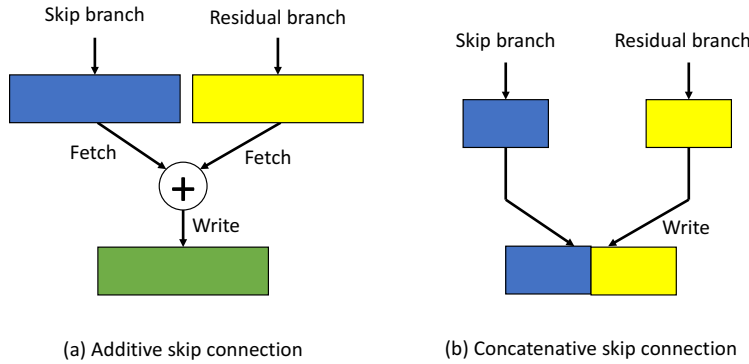 Skip branch
Residual branch
Fetch
Fetch
+
Write
(a) Additive skip connection
Skip branch
Residual branch
Write
(b) Concatenative skip connection